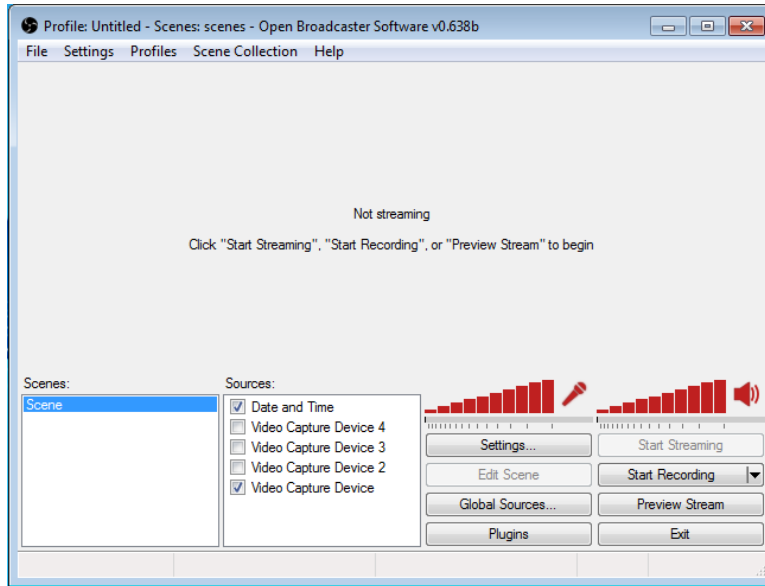 Profile: Untitled - Scenes: scenes - Open Broadcaster Software v0.638b
File Settings Profiles Scene Collection Help
Not streaming
Click "Start Streaming", "Start Recording", or "Preview Stream" to begin
Scenes:
Scene
Sources:
Date and Time
Video Capture Device 4
Video Capture Device 3
Video Capture Device 2
Video Capture Device
Settings... Start Streaming
Edit Scene Start Recording
Global Sources... Preview Stream
Plugins Exit